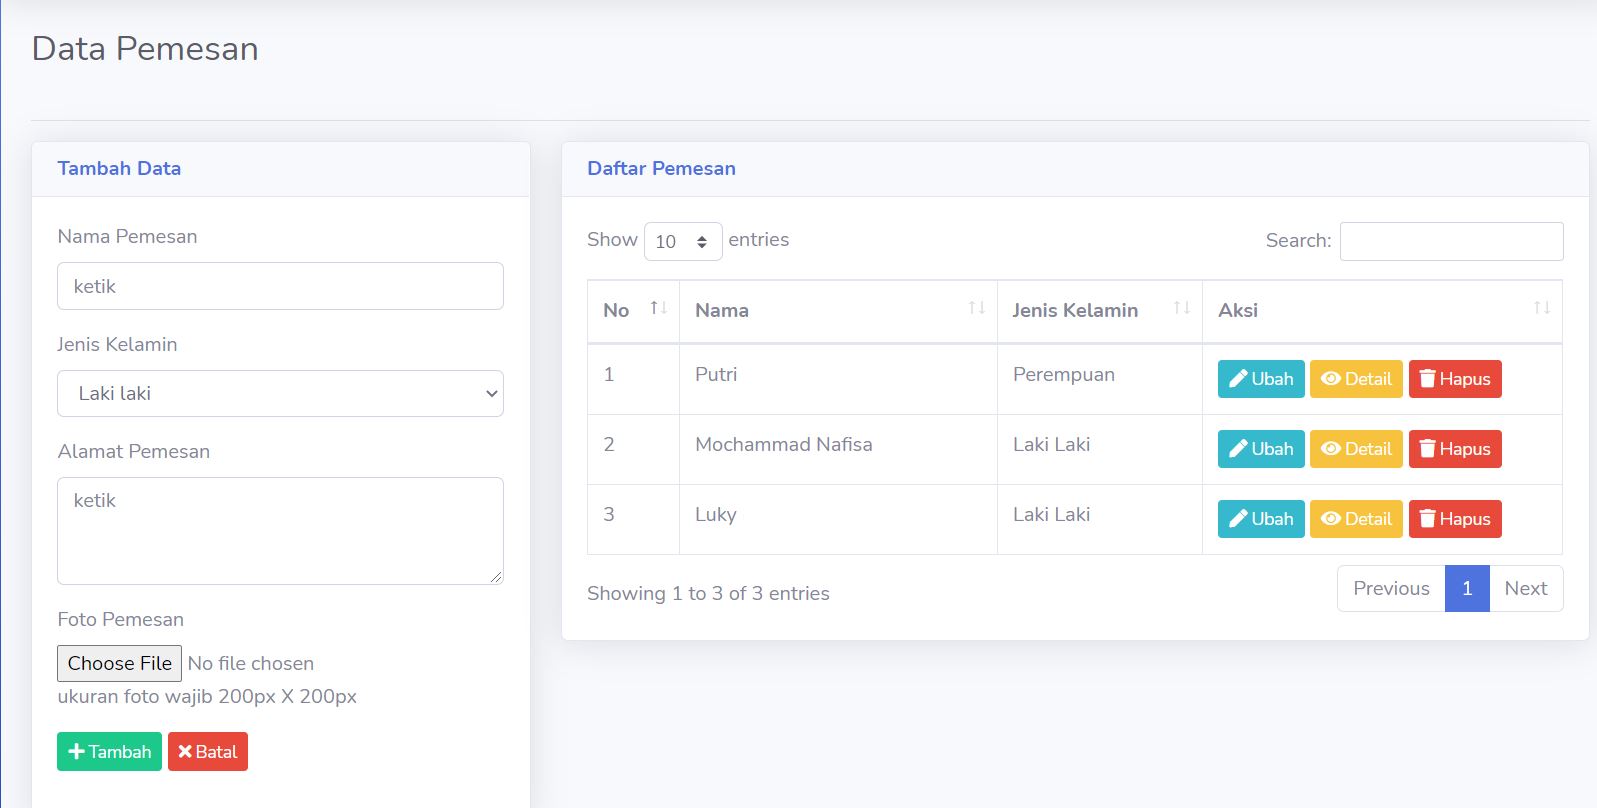 Data Pemesan
Tambah Data
Nama Pemesan
ketik
Jenis Kelamin
Laki laki
Alamat Pemesan
ketik
Foto Pemesan
Choose File No file chosen
ukuran foto wajib 200px X 200px
Tambah Batal
Daftar Pemesan
Show 10 entries Search:
No Nama Jenis Kelamin Aksi
1 Putri Perempuan Ubah Detail Hapus
2 Mochammad Nafisa Laki Laki Ubah Detail Hapus
3 Luky Laki Laki Ubah Detail Hapus
Showing 1 to 3 of 3 entries Previous 1 Next